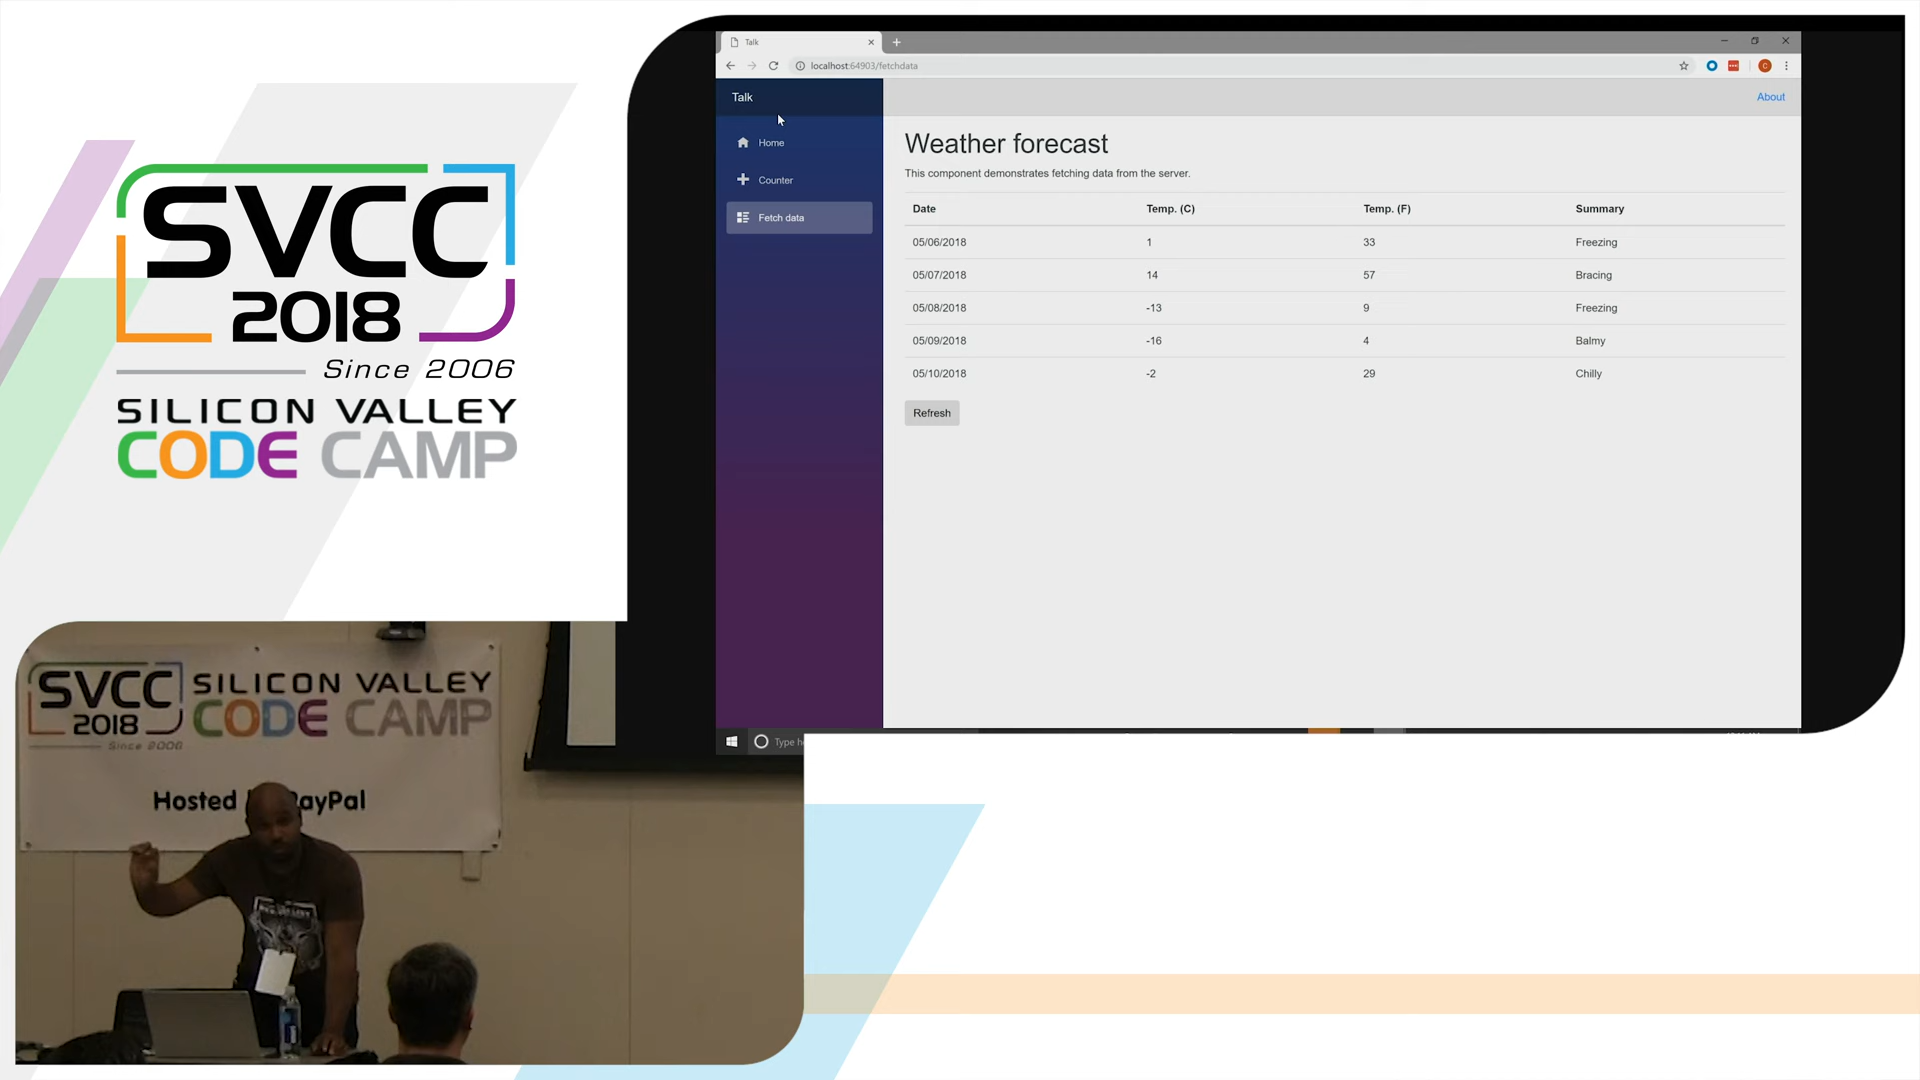 SVCC
2018
Since 2006
SILICON VALLEY
CODE CAMP
Talk
localhost:64903/fetchdata
Talk
About
Home
Counter
Fetch data
Weather forecast
This component demonstrates fetching data from the server.
Date Temp. (C) Temp. (F) Summary
05/06/2018 1 33 Freezing
05/07/2018 14 57 Bracing
05/08/2018 -13 9 Freezing
05/09/2018 -16 4 Balmy
05/10/2018 -2 29 Chilly
Refresh
Type h
SVCC
2018
Since 2006
SILICON VALLEY
CODE CAMP
Hosted PayPal